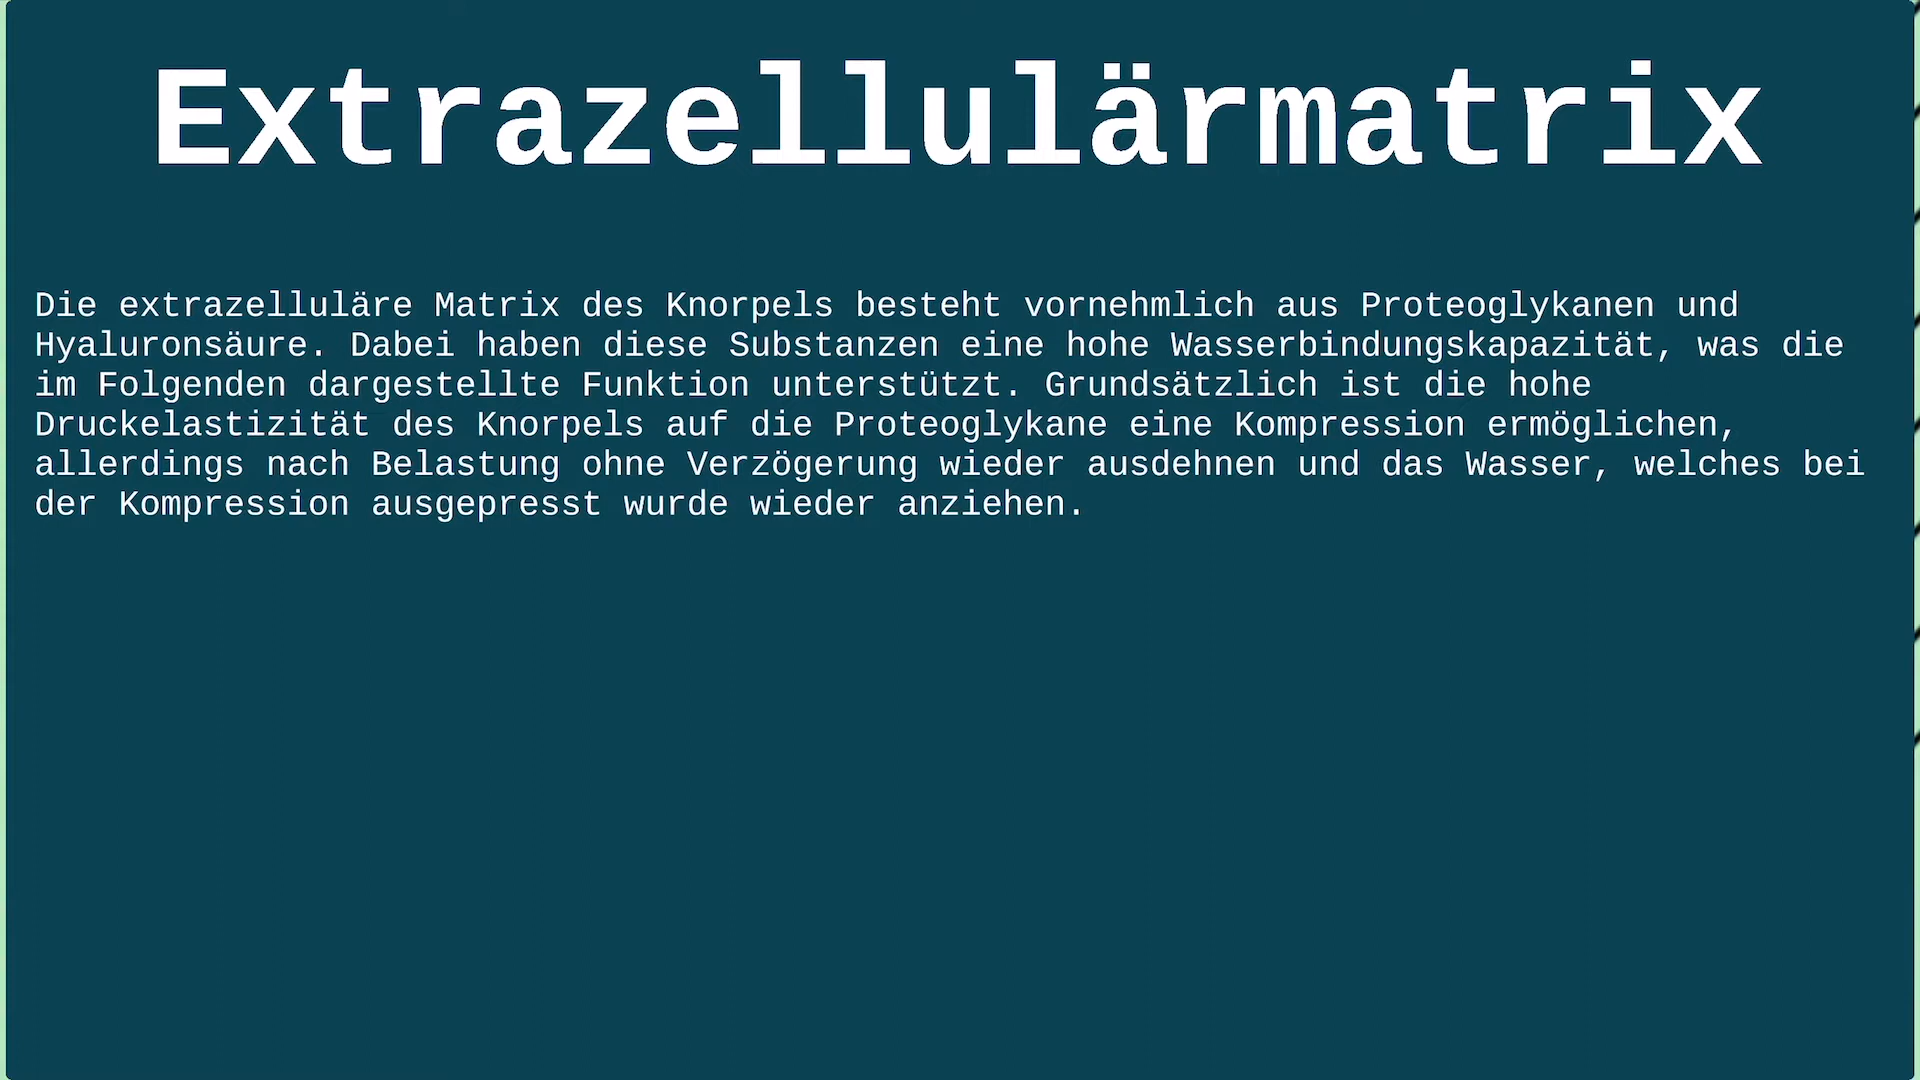 Extrazellulärmatrix
Die extrazelluläre Matrix des Knorpels besteht vornehmlich aus Proteoglykanen und
Hyaluronsäure. Dabei haben diese Substanzen eine hohe Wasserbindungskapazität, was die
im Folgenden dargestellte Funktion unterstützt. Grundsätzlich ist die hohe
Druckelastizität des Knorpels auf die Proteoglykane eine Kompression ermöglichen,
allerdings nach Belastung ohne Verzögerung wieder ausdehnen und das Wasser, welches bei
der Kompression ausgepresst wurde wieder anziehen.